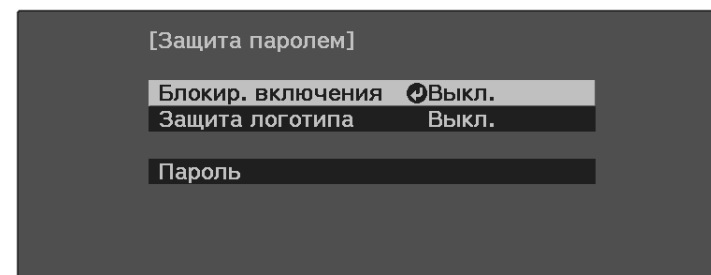 [Защита паролем]
Блокир. включения Выкл.
Защита логотипа Выкл.
Пароль